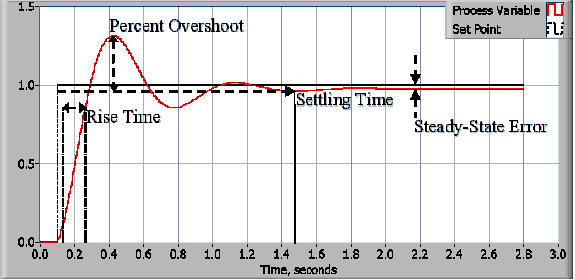 Process Variable
Set Point
1.5
1.0
0.5
0.0
Percent Overshoot
Rise Time
Settling Time
Steady-State Error
0.0 0.2 0.4 0.6 0.8 1.0 1.2 1.4 1.6 1.8 2.0 2.2 2.4 2.6 2.8 3.0
Time, seconds